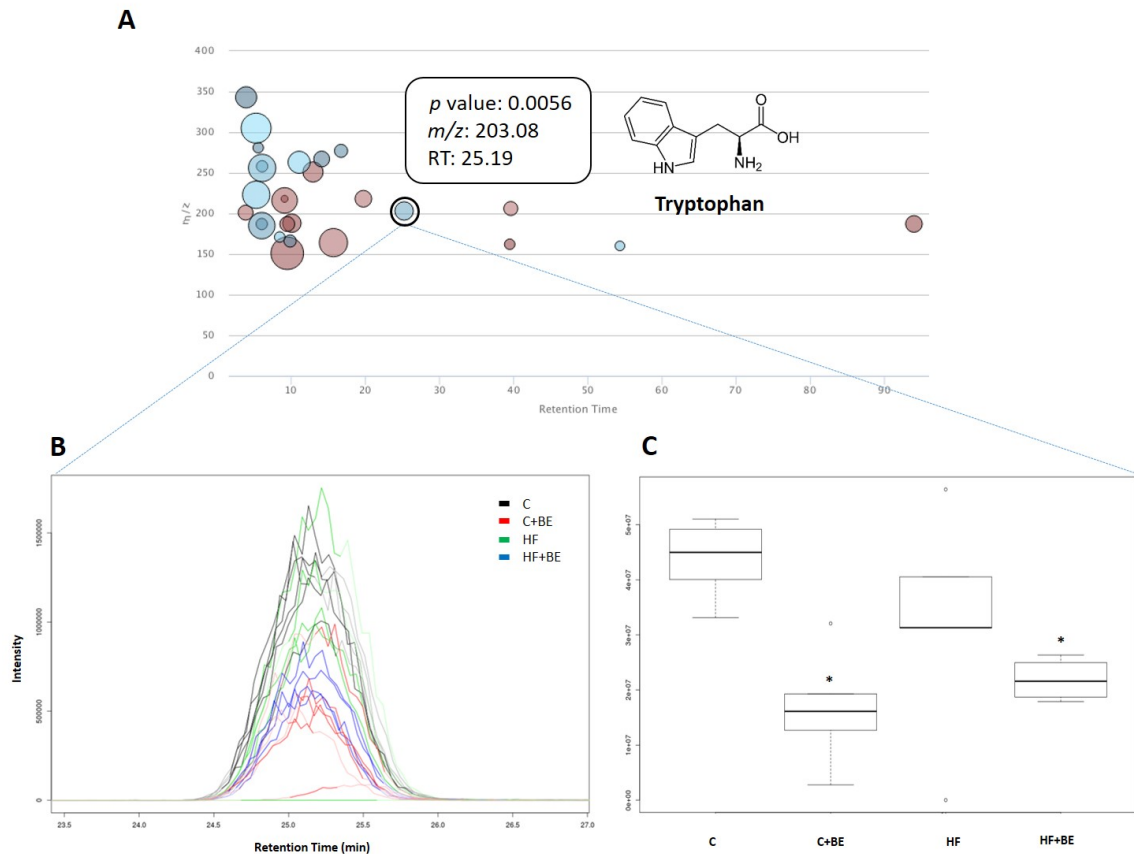 A
400
350
300
250
200
150
100
50
0
m/z
10
20
30
40
50
60
70
80
90
Retention Time
p value: 0.0056
m/z: 203.08
RT: 25.19
O
OH
NH2
HN
Tryptophan
B
C
C+BE
HF
HF+BE
1500000
1000000
500000
0
Intensity
23.5
24.0
24.5
25.0
25.5
26.0
26.5
27.0
Retention Time (min)
C
5e+07
4e+07
3e+07
2e+07
1e+07
0e+00
*
*
C
C+BE
HF
HF+BE